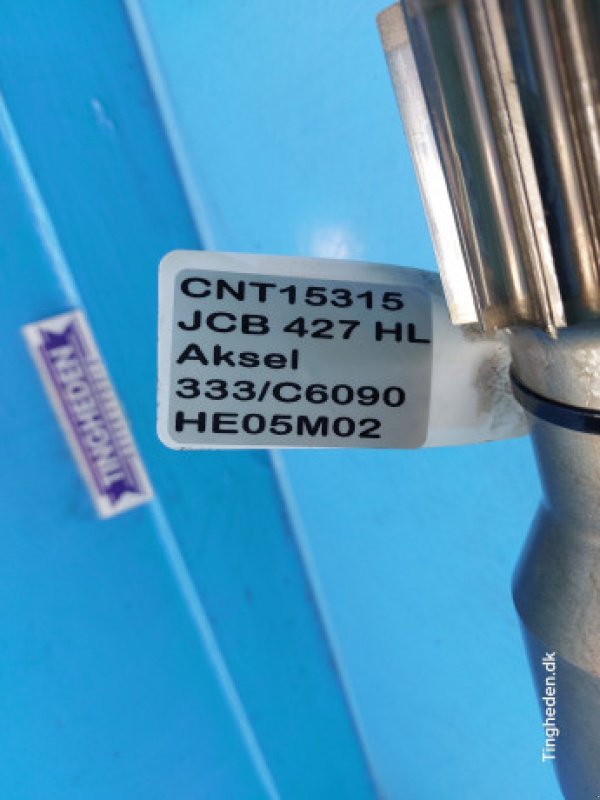 CNT15315
JCB 427 HL
Aksel
333/C6090
HE05M02
TINGHEDEN
Tingheden.dk